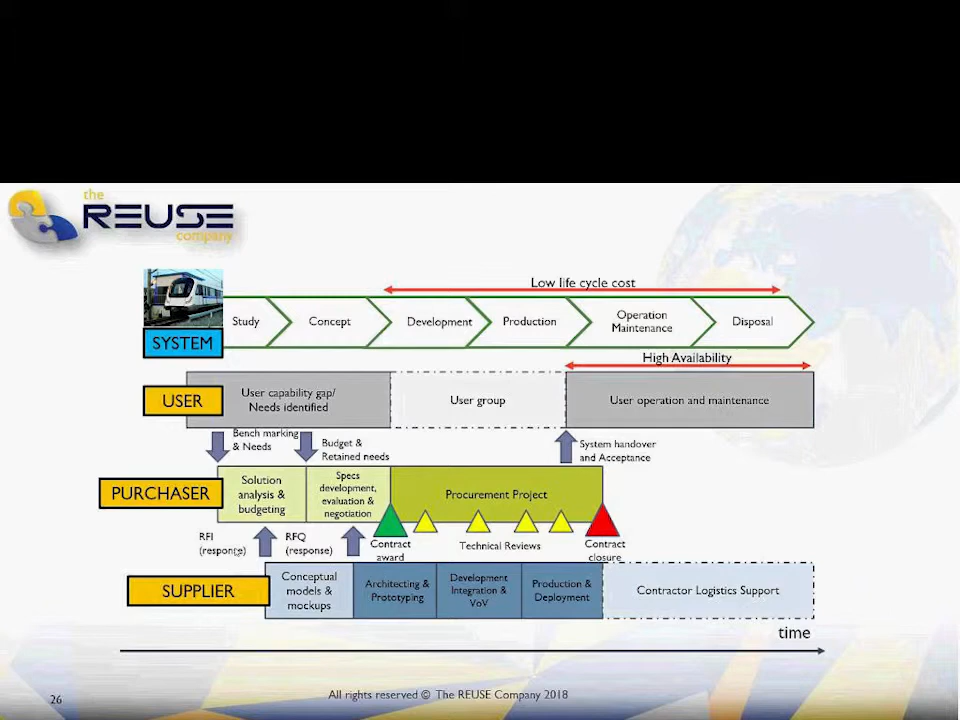 the
REUSE
company
Low life cycle cost
Study
Concept
Development
Production
Operation
Maintenance
Disposal
SYSTEM
High Availability
USER
User capability gap/
Needs identified
User group
User operation and maintenance
Bench marking
& Needs
Budget &
Retained needs
System handover
and Acceptance
PURCHASER
Solution
analysis &
budgeting
Specs
development,
evaluation &
negotiation
Procurement Project
RFI
(response)
RFQ
(response)
Contract
award
Technical Reviews
Contract
closure
SUPPLIER
Conceptual
models &
mockups
Architecting &
Prototyping
Development
Integration &
VoV
Production &
Deployment
Contractor Logistics Support
time
26
All rights reserved © The REUSE Company 2018